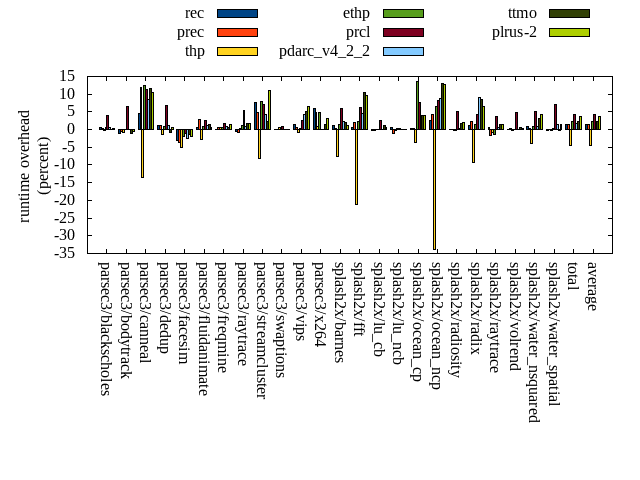 rec
prec
thp
ethp
prcl
pdarc_v4_2_2
ttmo
plrus-2
runtime overhead
(percent)
15
10
5
0
-5
-10
-15
-20
-25
-30
-35
parsec3/blackscholes
parsec3/bodytrack
parsec3/canneal
parsec3/dedup
parsec3/facesim
parsec3/fluidanimate
parsec3/freqmine
parsec3/raytrace
parsec3/streamcluster
parsec3/swaptions
parsec3/vips
parsec3/x264
splash2x/barnes
splash2x/fft
splash2x/lu_cb
splash2x/lu_ncb
splash2x/ocean_cp
splash2x/ocean_ncp
splash2x/radiosity
splash2x/radix
splash2x/raytrace
splash2x/volrend
splash2x/water_nsquared
splash2x/water_spatial
total
average